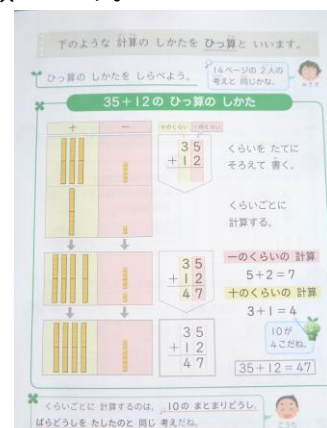 下のような 計算の しかたを ひっ算と いいます。
ひっ算の しかたを しらべよう。
14ページの 2人の
考えと 同じかな。
みさき
35+12の ひっ算の しかた
十 一
十のくらい 一のくらい
35
+12
くらいを たてに
そろえて 書く。
くらいごとに
計算する。
35
+12
47
一のくらいの 計算
5+2=7
十のくらいの 計算
3+1=4
10が
4こだね。
35
+12
47
35+12=47
くらいごとに 計算するのは、10の まとまりどうし、
ばらどうしを たしたのと 同じ 考えだね。
こうた